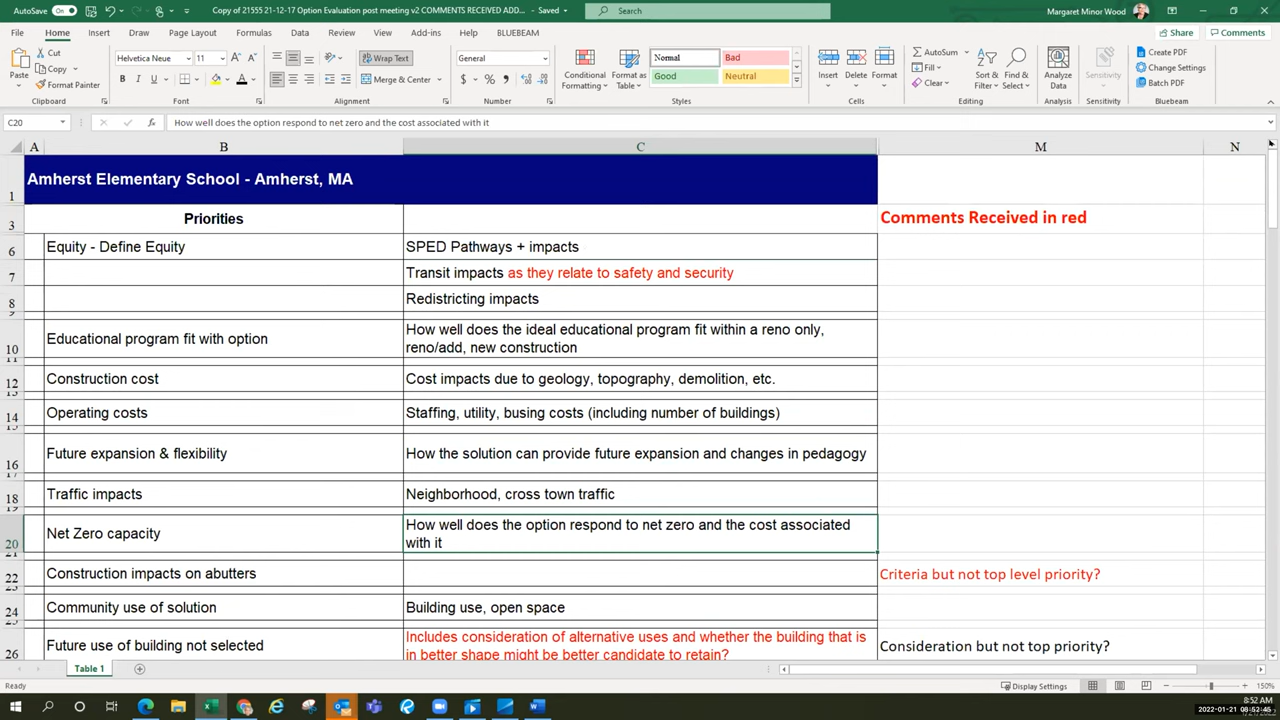 AutoSave On Copy of 21555 21-12-17 Option Evaluation post meeting v2 COMMENTS RECEIVED ADD... - Saved Search Margaret Minor Wood
File Home Insert Draw Page Layout Formulas Data Review View Add-ins Help BLUEBEAM Share Comments
Cut Helvetica Neue 11 Wrap Text General Normal Bad AutoSum Create PDF
Copy Fill Change Settings
Paste Format Painter B I U Merge & Center $ % Conditional Formatting Format as Table Good Neutral Insert Delete Format Clear Sort & Filter Find & Select Analyze Data Sensitivity Batch PDF
Clipboard Font Alignment Number Styles Cells Editing Analysis Sensitivity Bluebeam
C20 fx How well does the option respond to net zero and the cost associated with it
A B C M N
1 Amherst Elementary School - Amherst, MA
3 Priorities Comments Received in red
6 Equity - Define Equity SPED Pathways + impacts
7 Transit impacts as they relate to safety and security
8 Redistricting impacts
How well does the ideal educational program fit within a reno only,
10 Educational program fit with option reno/add, new construction
12 Construction cost Cost impacts due to geology, topography, demolition, etc.
14 Operating costs Staffing, utility, busing costs (including number of buildings)
16 Future expansion & flexibility How the solution can provide future expansion and changes in pedagogy
18 Traffic impacts Neighborhood, cross town traffic
How well does the option respond to net zero and the cost associated
20 Net Zero capacity with it
22 Construction impacts on abutters Criteria but not top level priority?
24 Community use of solution Building use, open space
Includes consideration of alternative uses and whether the building that is
26 Future use of building not selected in better shape might be better candidate to retain? Consideration but not top priority?
Table 1
Ready Display Settings 150%
8:52 AM
2022-01-21 08:52:45